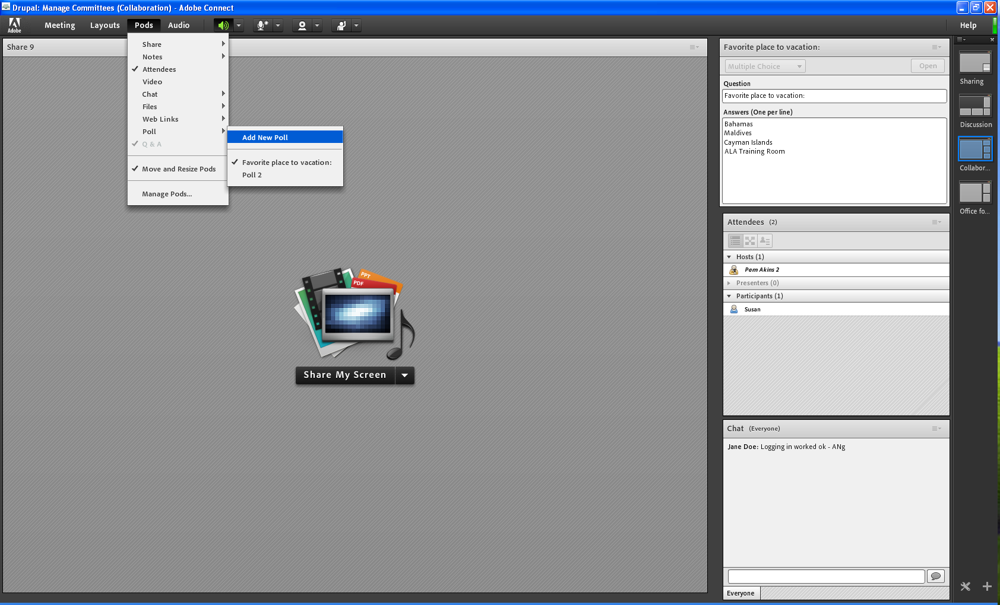 Drupal: Manage Committees (Collaboration) - Adobe Connect
Adobe
Meeting
Layouts
Pods
Audio
Help
Share 9
Share
Notes
Attendees
Video
Chat
Files
Web Links
Poll
Q & A
Move and Resize Pods
Manage Pods...
Add New Poll
Favorite place to vacation:
Poll 2
PPT
PDF
Share My Screen
Favorite place to vacation:
Multiple Choice
Open
Question
Favorite place to vacation:
Answers (One per line)
Bahamas
Maldives
Cayman Islands
ALA Training Room
Attendees (2)
Hosts (1)
Pam Akins 2
Presenters (0)
Participants (1)
Susan
Chat (Everyone)
Jane Doe: Logging in worked ok - ANg
Everyone
Sharing
Discussion
Collabor...
Office fo...